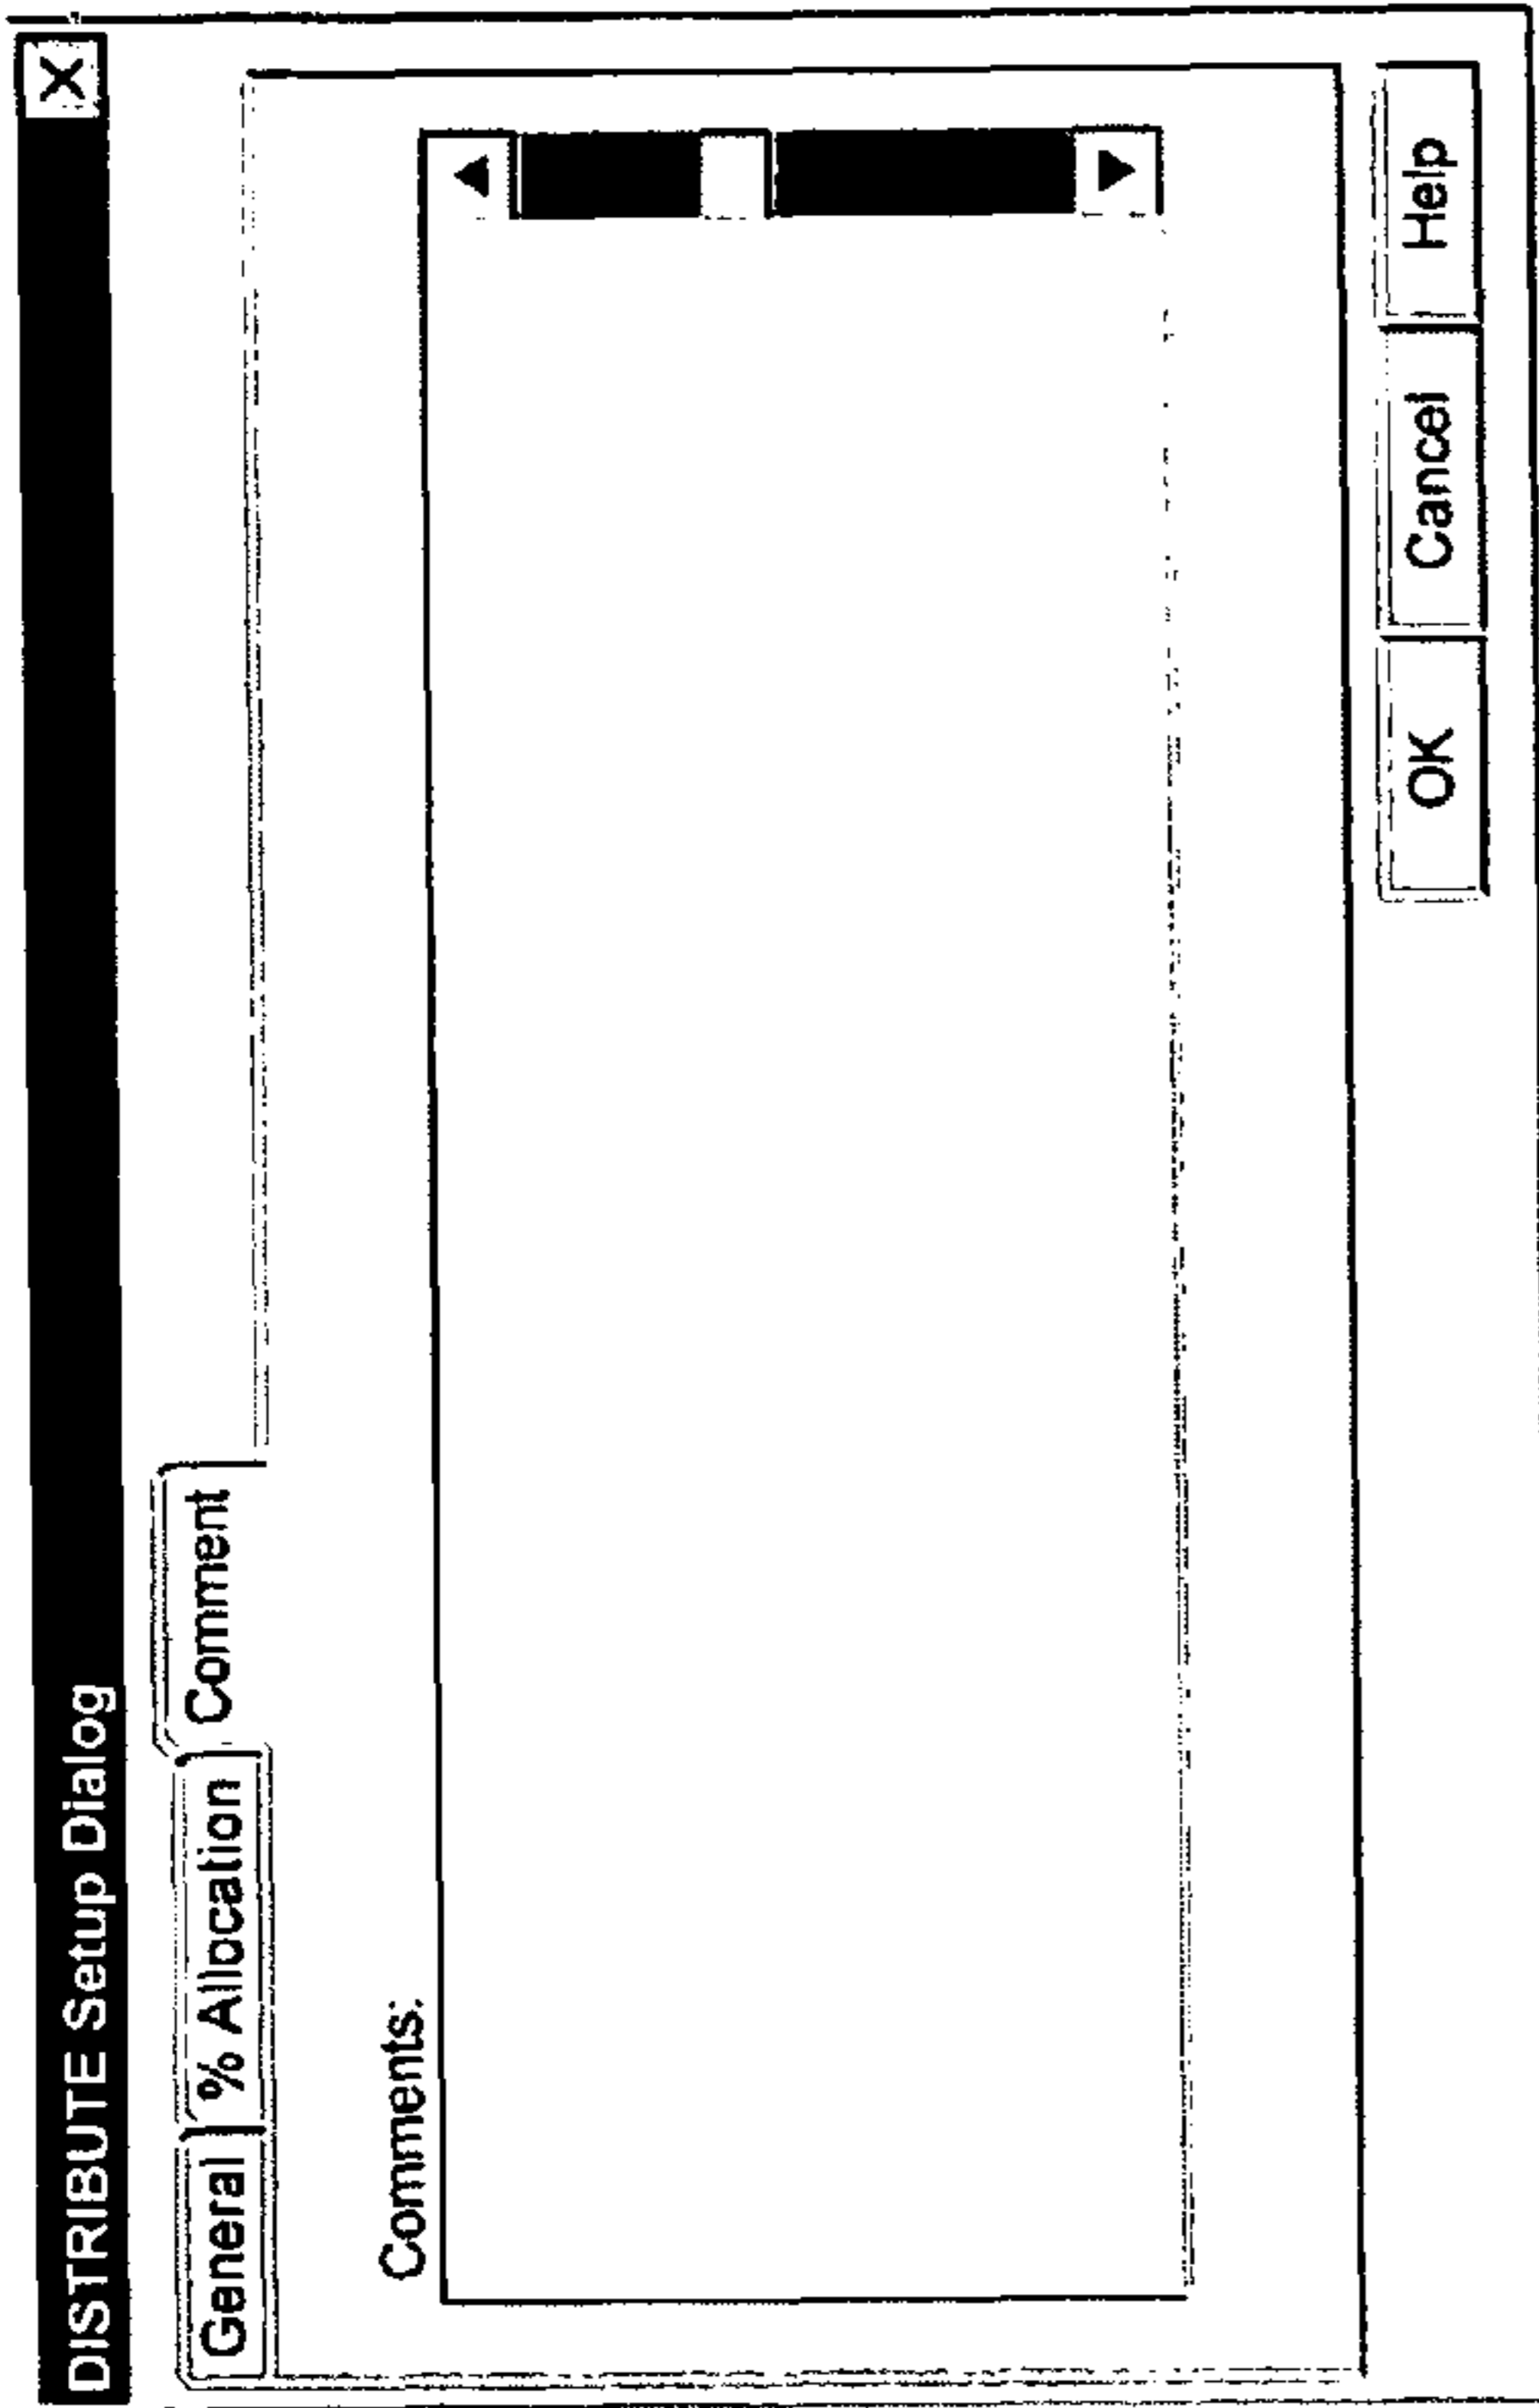 DISTRIBUTE Setup Dialog X
General % Allocation Comment
Comments:
OK Cancel Help